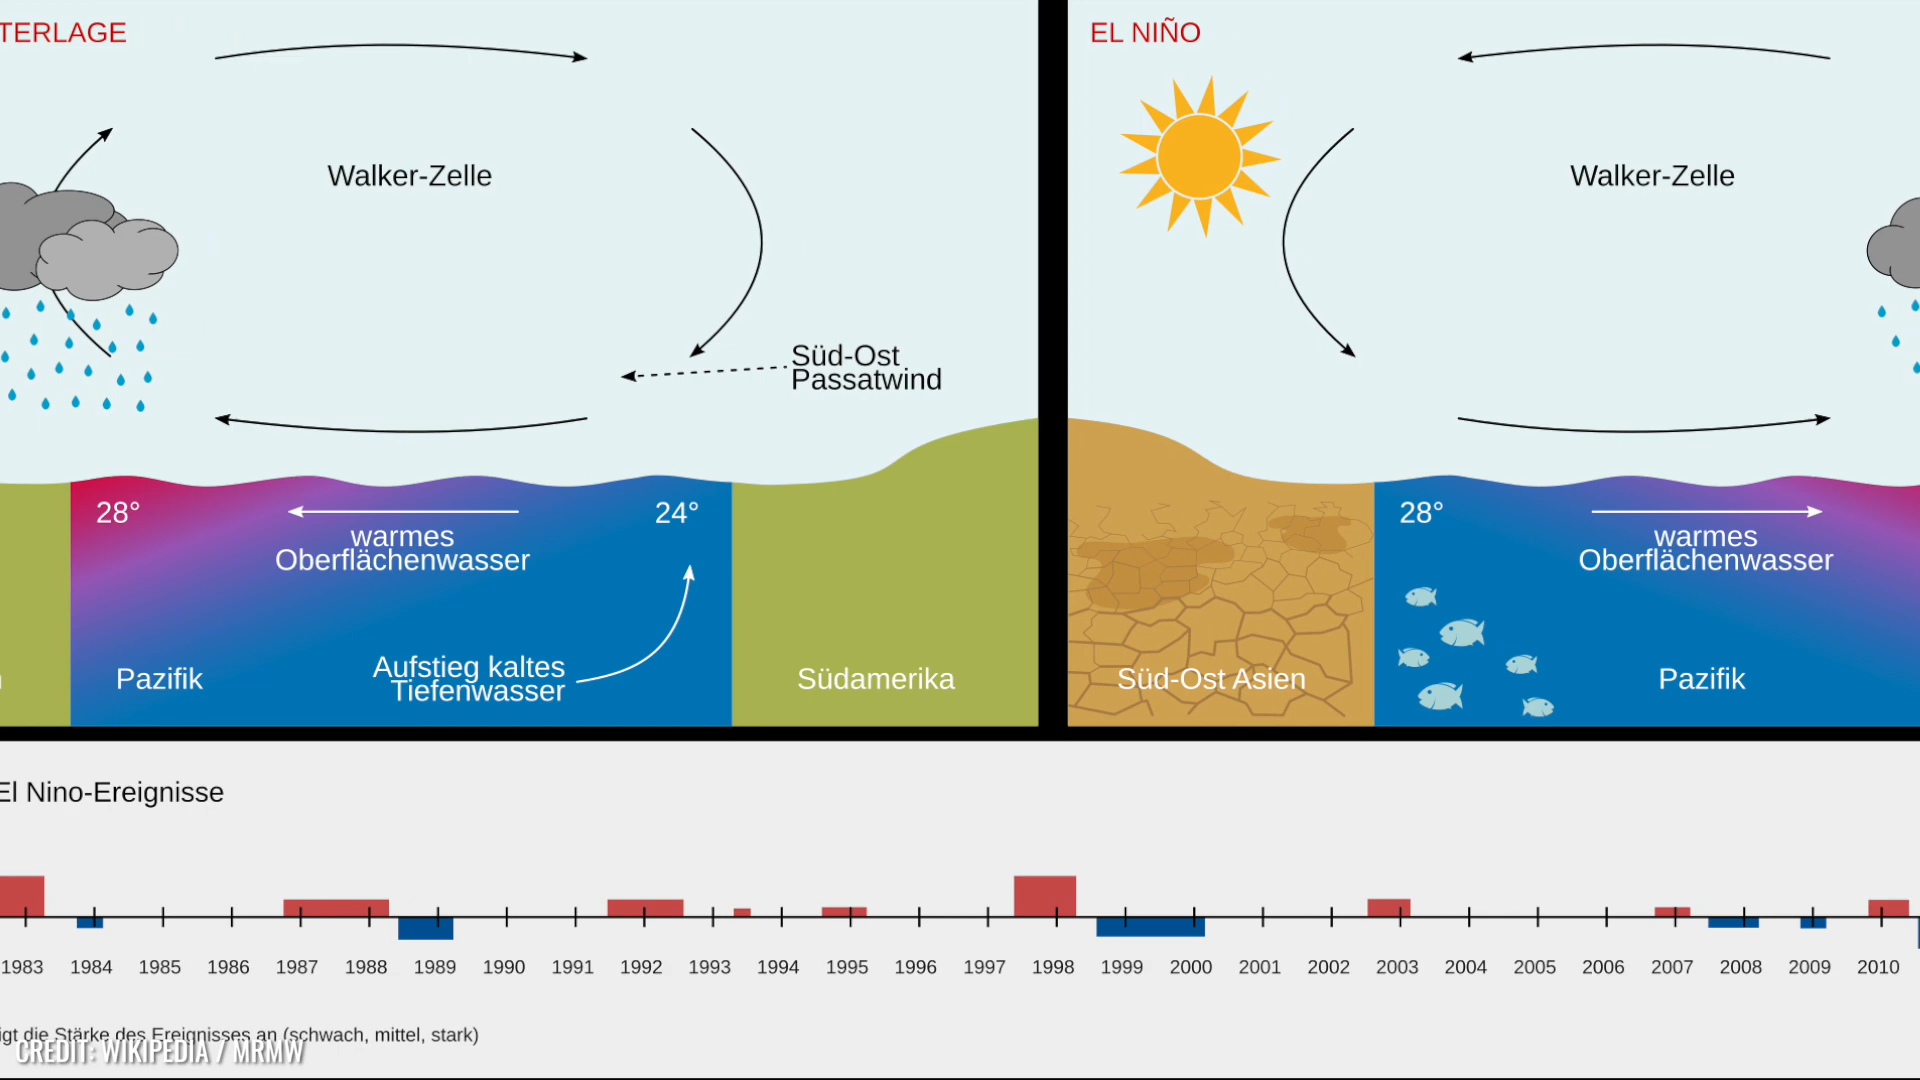 TERLAGE
Walker-Zelle
Süd-Ost
Passatwind
28°
warmes
Oberflächenwasser
24°
Pazifik
Aufstieg kaltes
Tiefenwasser
Südamerika
EL NIÑO
Walker-Zelle
28°
warmes
Oberflächenwasser
Süd-Ost Asien
Pazifik
El Nino-Ereignisse
1983 1984 1985 1986 1987 1988 1989 1990 1991 1992 1993 1994 1995 1996 1997 1998 1999 2000 2001 2002 2003 2004 2005 2006 2007 2008 2009 2010
igt die Stärke des Ereignisses an (schwach, mittel, stark)
CREDIT: WIKIPEDIA / MRMW